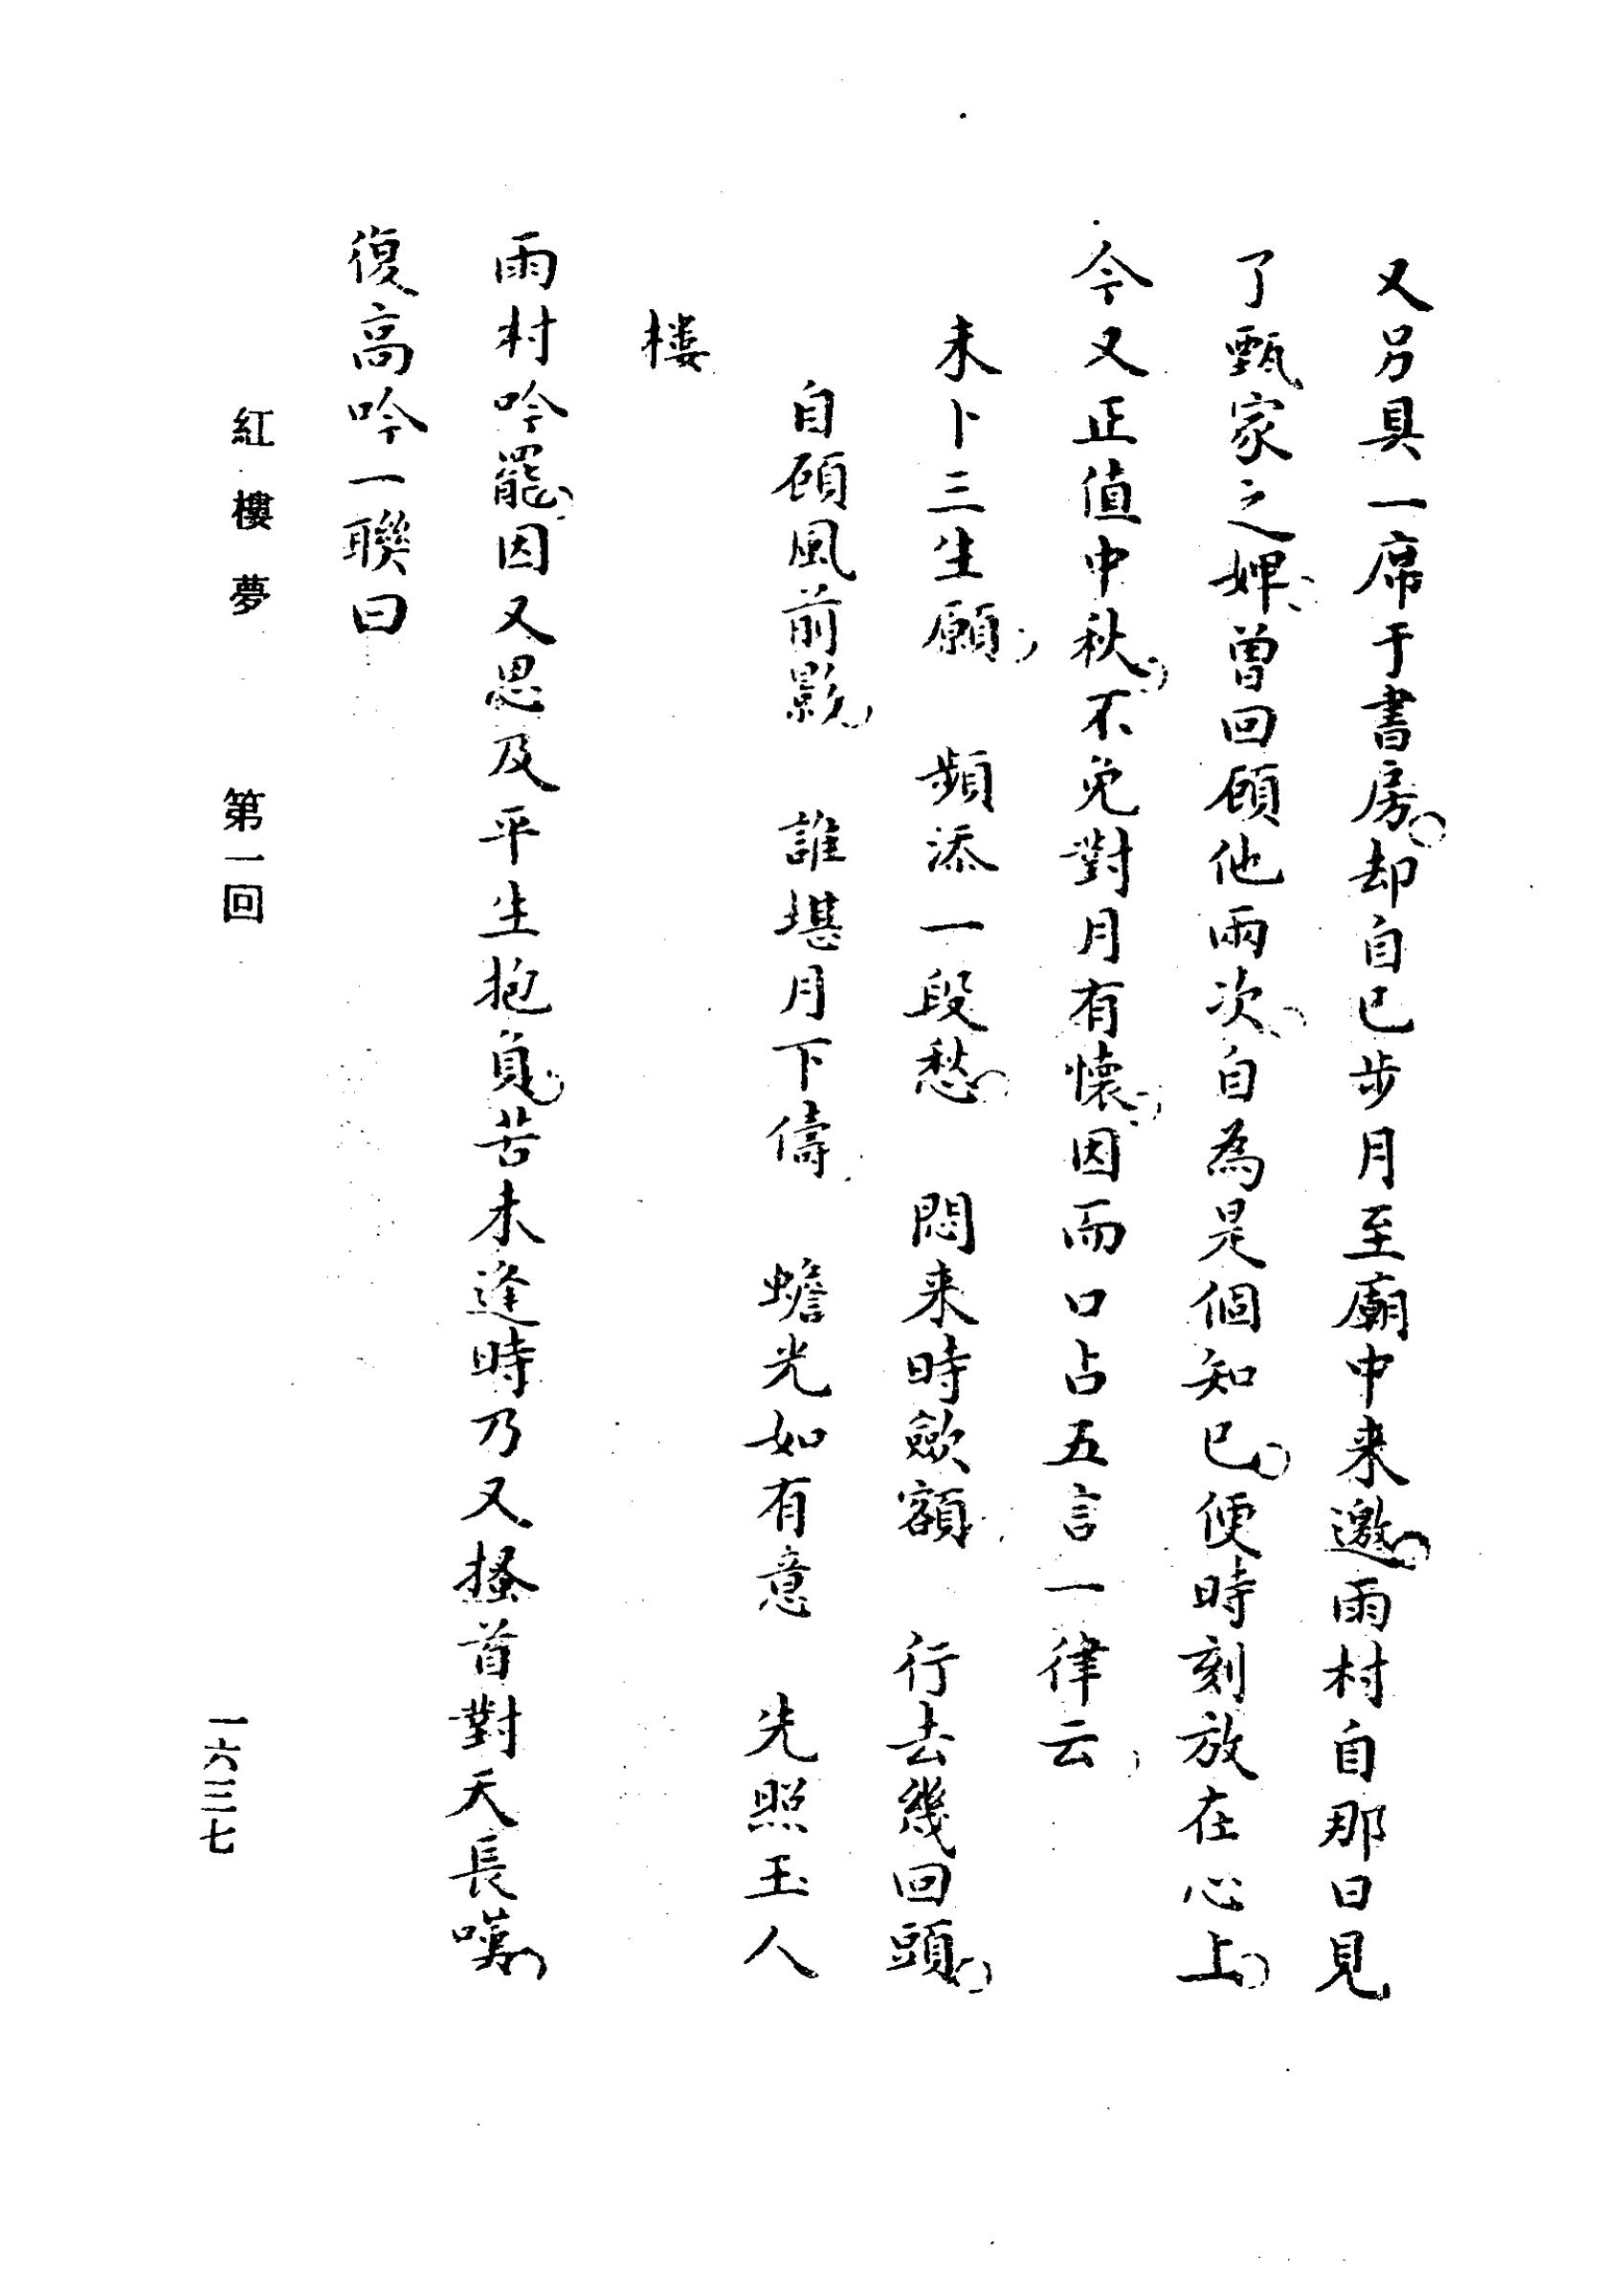 又另具一席于書房却自己步月至廟中来邀雨村自那日見
了甄家之婢曽回顧他兩次自為是個知已便時刻放在心上
今又正值中秋不免對月有懷因而口占五言一律云
未卜三生願　頻添一段愁　悶来時歛額　行去幾回頭
自顧風前影　誰堪月下儔　蟾光如有意　先照玉人
樓
雨村吟罷因又思及平生抱負苦未逢時乃又搔首對天長嘆
復高吟一聯曰
紅樓夢　第一回　一六三七